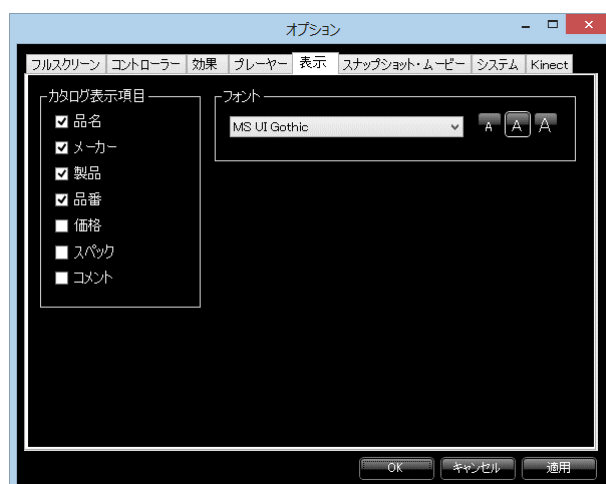 オプション
フルスクリーン コントローラー 効果 プレーヤー 表示 スナップショット・ムービー システム Kinect
カタログ表示項目
品名
メーカー
製品
品番
価格
スペック
コメント
フォント
MS UI Gothic A A A
OK キャンセル 適用